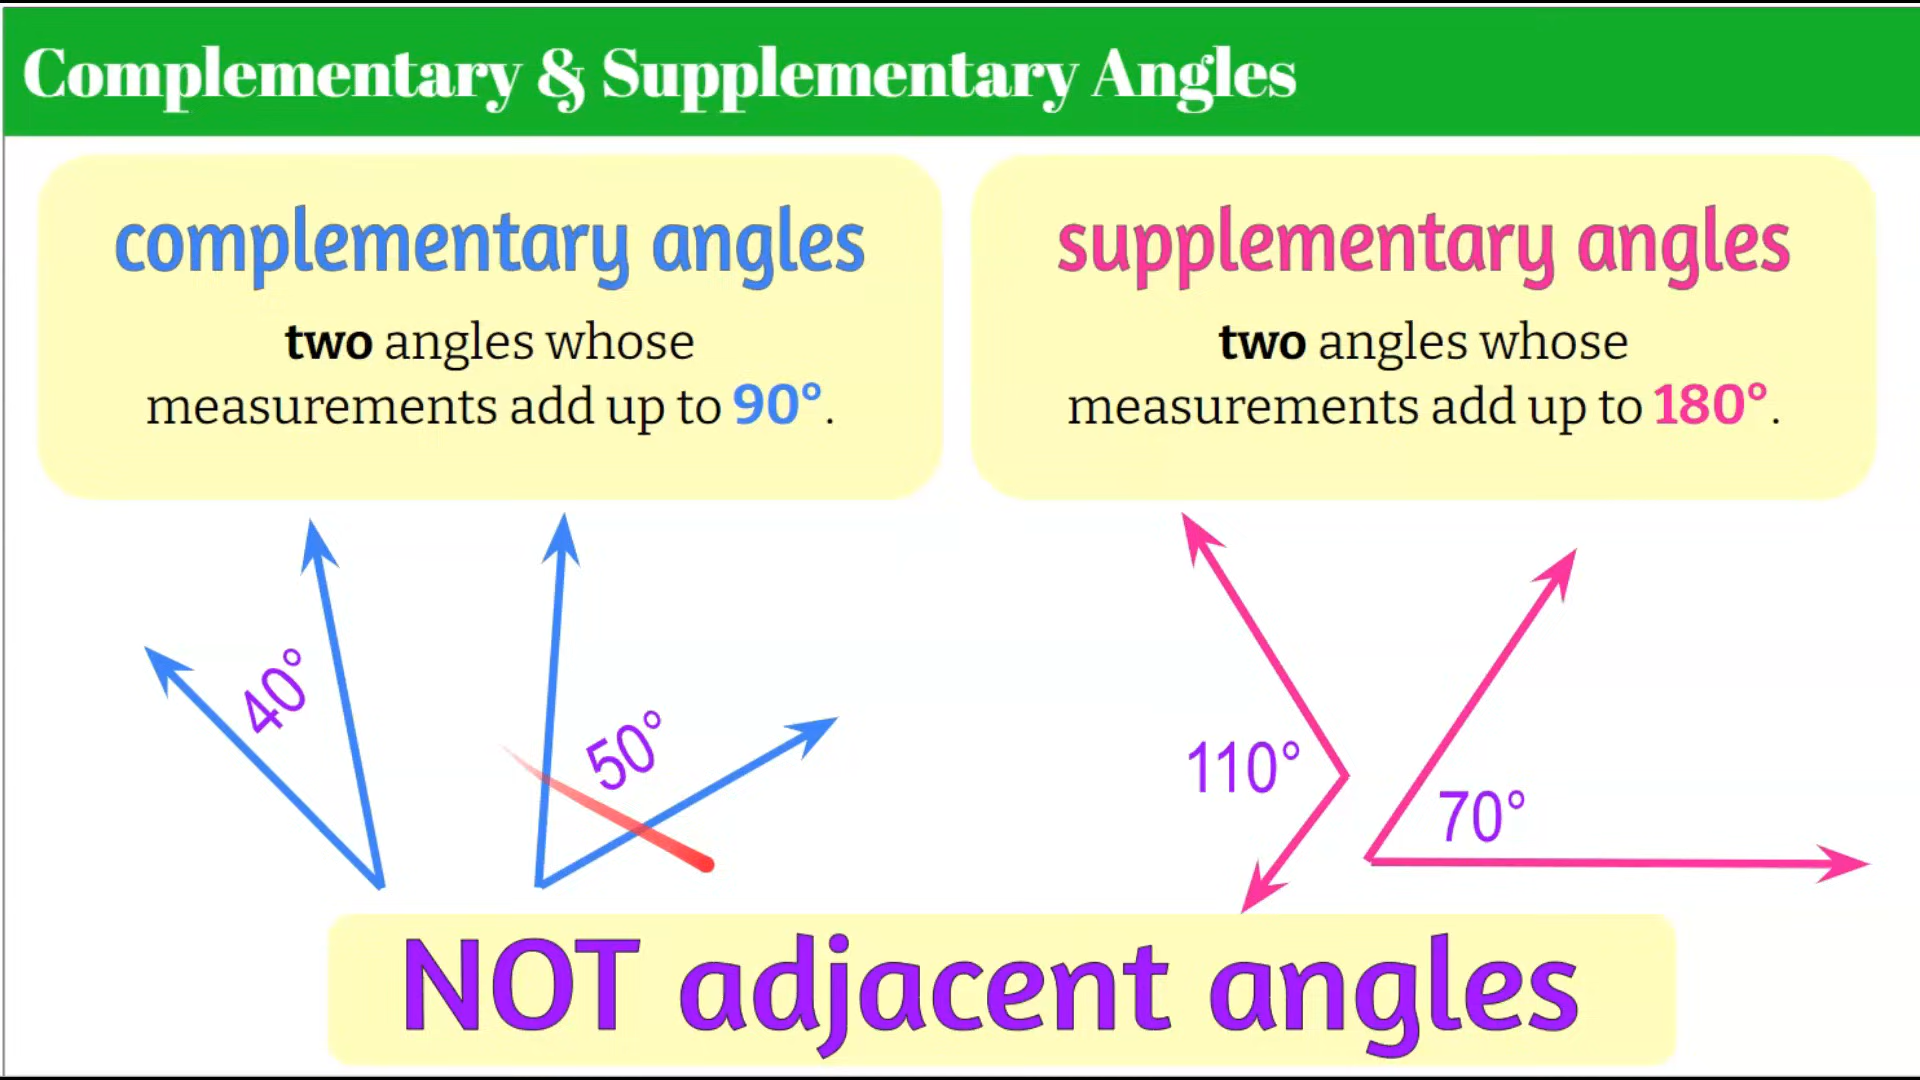 Complementary & Supplementary Angles
complementary angles
two angles whose
measurements add up to 90°.
supplementary angles
two angles whose
measurements add up to 180°.
40°
50°
110°
70°
NOT adjacent angles